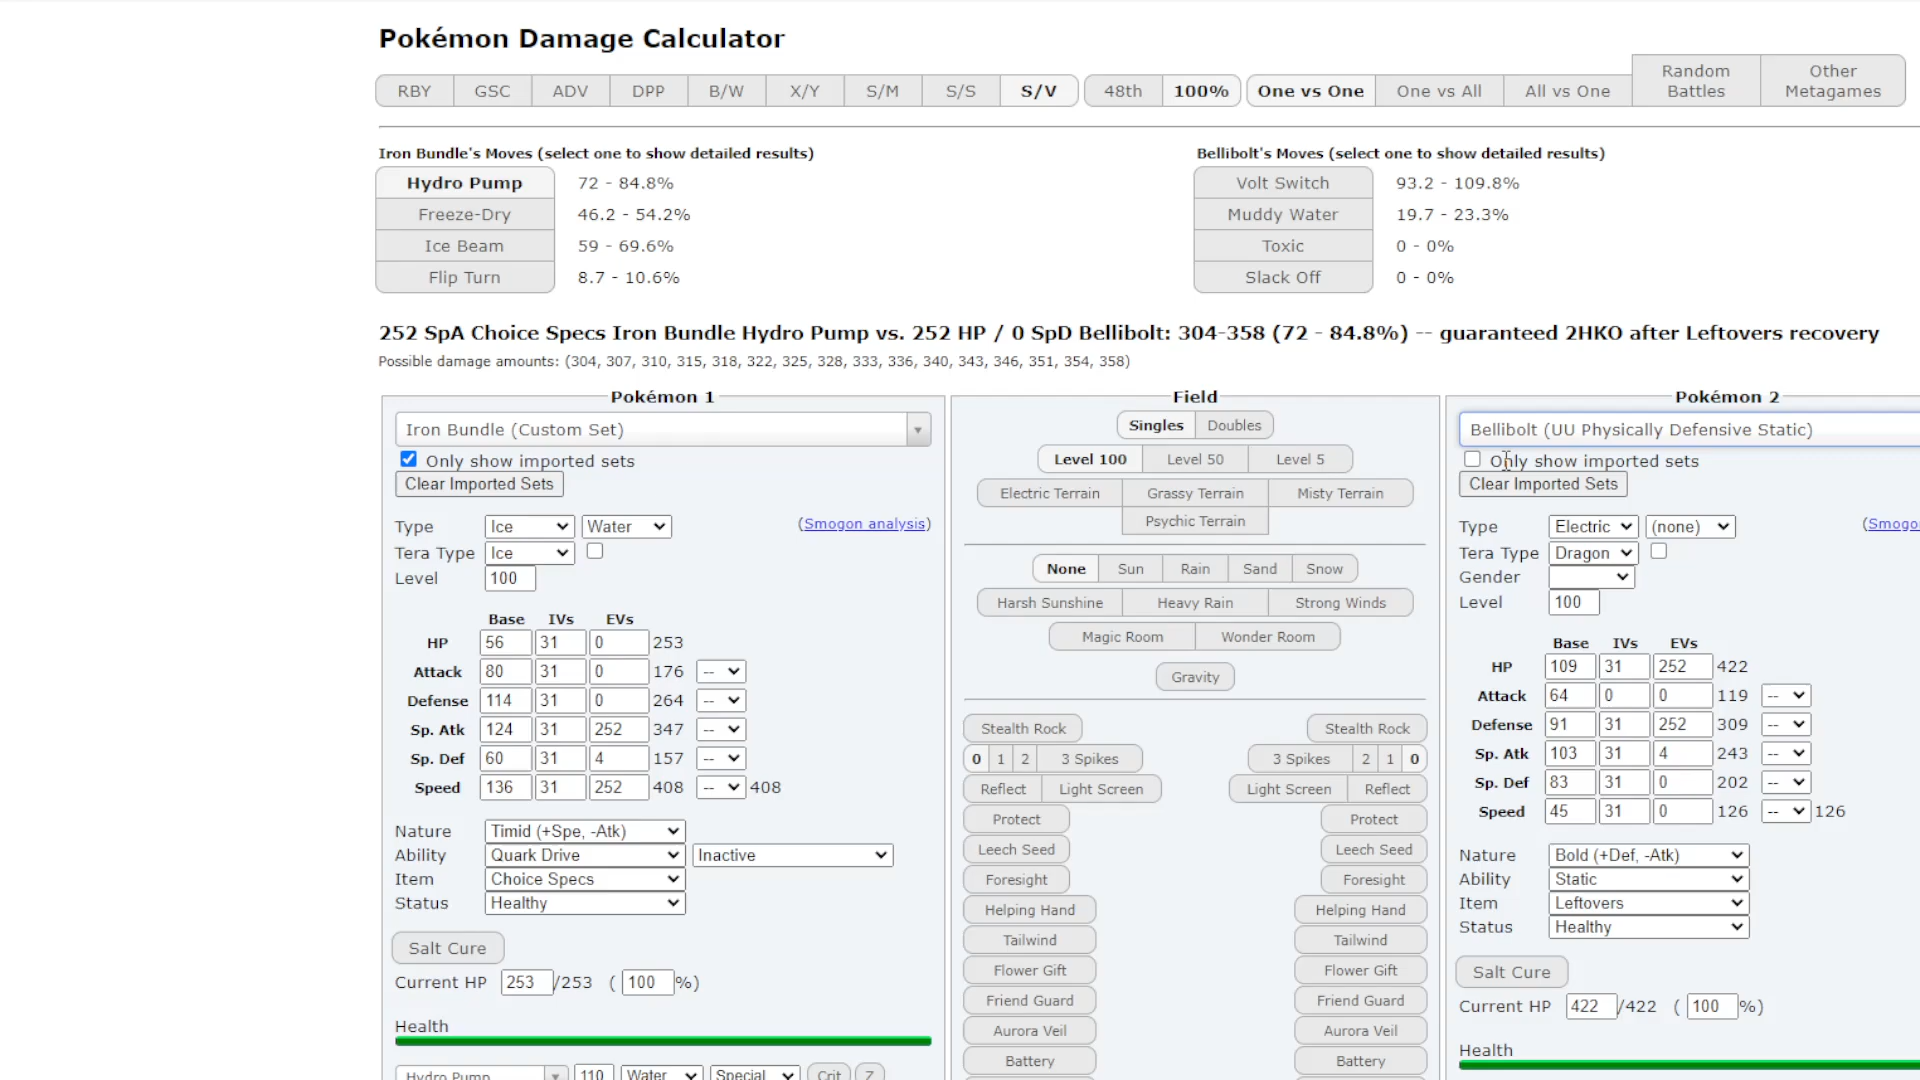 Pokémon Damage Calculator
RBY GSC ADV DPP B/W X/Y S/M S/S S/V 48th 100% One vs One One vs All All vs One Random Battles Other Metagames
Iron Bundle's Moves (select one to show detailed results)
Hydro Pump 72 - 84.8%
Freeze-Dry 46.2 - 54.2%
Ice Beam 59 - 69.6%
Flip Turn 8.7 - 10.6%
Bellibolt's Moves (select one to show detailed results)
Volt Switch 93.2 - 109.8%
Muddy Water 19.7 - 23.3%
Toxic 0 - 0%
Slack Off 0 - 0%
252 SpA Choice Specs Iron Bundle Hydro Pump vs. 252 HP / 0 SpD Bellibolt: 304-358 (72 - 84.8%) -- guaranteed 2HKO after Leftovers recovery
Possible damage amounts: (304, 307, 310, 315, 318, 322, 325, 328, 333, 336, 340, 343, 346, 351, 354, 358)
Pokémon 1
Iron Bundle (Custom Set)
Only show imported sets
Clear Imported Sets
Type Ice Water (Smogon analysis)
Tera Type Ice
Level 100
Base IVs EVs
HP 56 31 0 253
Attack 80 31 0 176 --
Defense 114 31 0 264 --
Sp. Atk 124 31 252 347 --
Sp. Def 60 31 4 157 --
Speed 136 31 252 408 -- 408
Nature Timid (+Spe, -Atk)
Ability Quark Drive Inactive
Item Choice Specs
Status Healthy
Salt Cure
Current HP 253 /253 ( 100 %)
Health
Hydro Pump 110 Water Special Crit Z
Field
Singles Doubles
Level 100 Level 50 Level 5
Electric Terrain Grassy Terrain Misty Terrain
Psychic Terrain
None Sun Rain Sand Snow
Harsh Sunshine Heavy Rain Strong Winds
Magic Room Wonder Room
Gravity
Stealth Rock Stealth Rock
0 1 2 3 Spikes 3 Spikes 2 1 0
Reflect Light Screen Light Screen Reflect
Protect Protect
Leech Seed Leech Seed
Foresight Foresight
Helping Hand Helping Hand
Tailwind Tailwind
Flower Gift Flower Gift
Friend Guard Friend Guard
Aurora Veil Aurora Veil
Battery Battery
Pokémon 2
Bellibolt (UU Physically Defensive Static)
Only show imported sets
Clear Imported Sets
Type Electric (none) (Smogo
Tera Type Dragon
Gender
Level 100
Base IVs EVs
HP 109 31 252 422
Attack 64 0 0 119 --
Defense 91 31 252 309 --
Sp. Atk 103 31 4 243 --
Sp. Def 83 31 0 202 --
Speed 45 31 0 126 -- 126
Nature Bold (+Def, -Atk)
Ability Static
Item Leftovers
Status Healthy
Salt Cure
Current HP 422 /422 ( 100 %)
Health